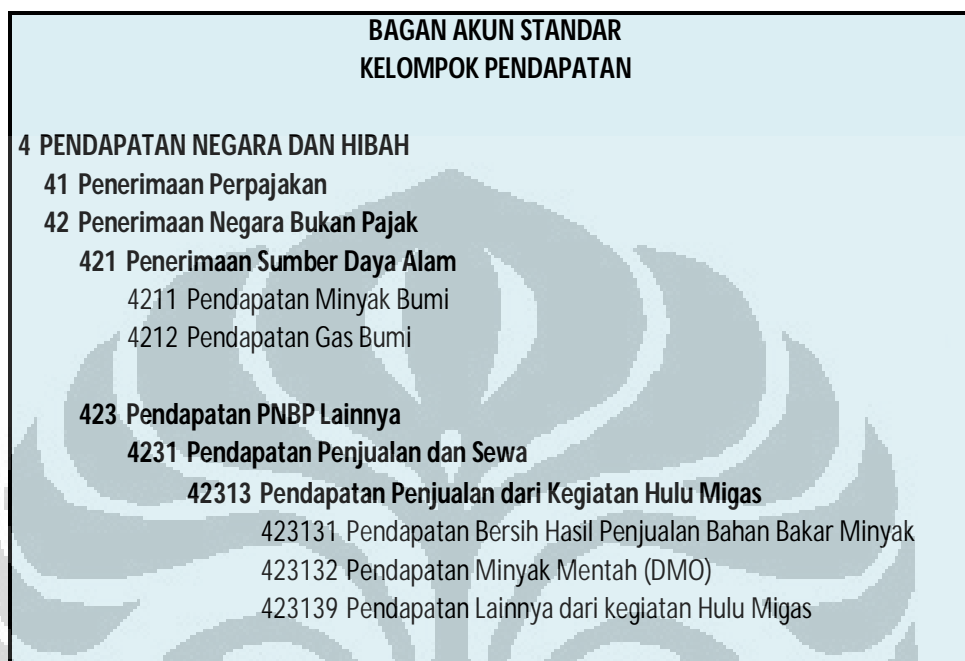 BAGAN AKUN STANDAR
KELOMPOK PENDAPATAN
4 PENDAPATAN NEGARA DAN HIBAH
41 Penerimaan Perpajakan
42 Penerimaan Negara Bukan Pajak
421 Penerimaan Sumber Daya Alam
4211 Pendapatan Minyak Bumi
4212 Pendapatan Gas Bumi
423 Pendapatan PNBP Lainnya
4231 Pendapatan Penjualan dan Sewa
42313 Pendapatan Penjualan dari Kegiatan Hulu Migas
423131 Pendapatan Bersih Hasil Penjualan Bahan Bakar Minyak
423132 Pendapatan Minyak Mentah (DMO)
423139 Pendapatan Lainnya dari kegiatan Hulu Migas